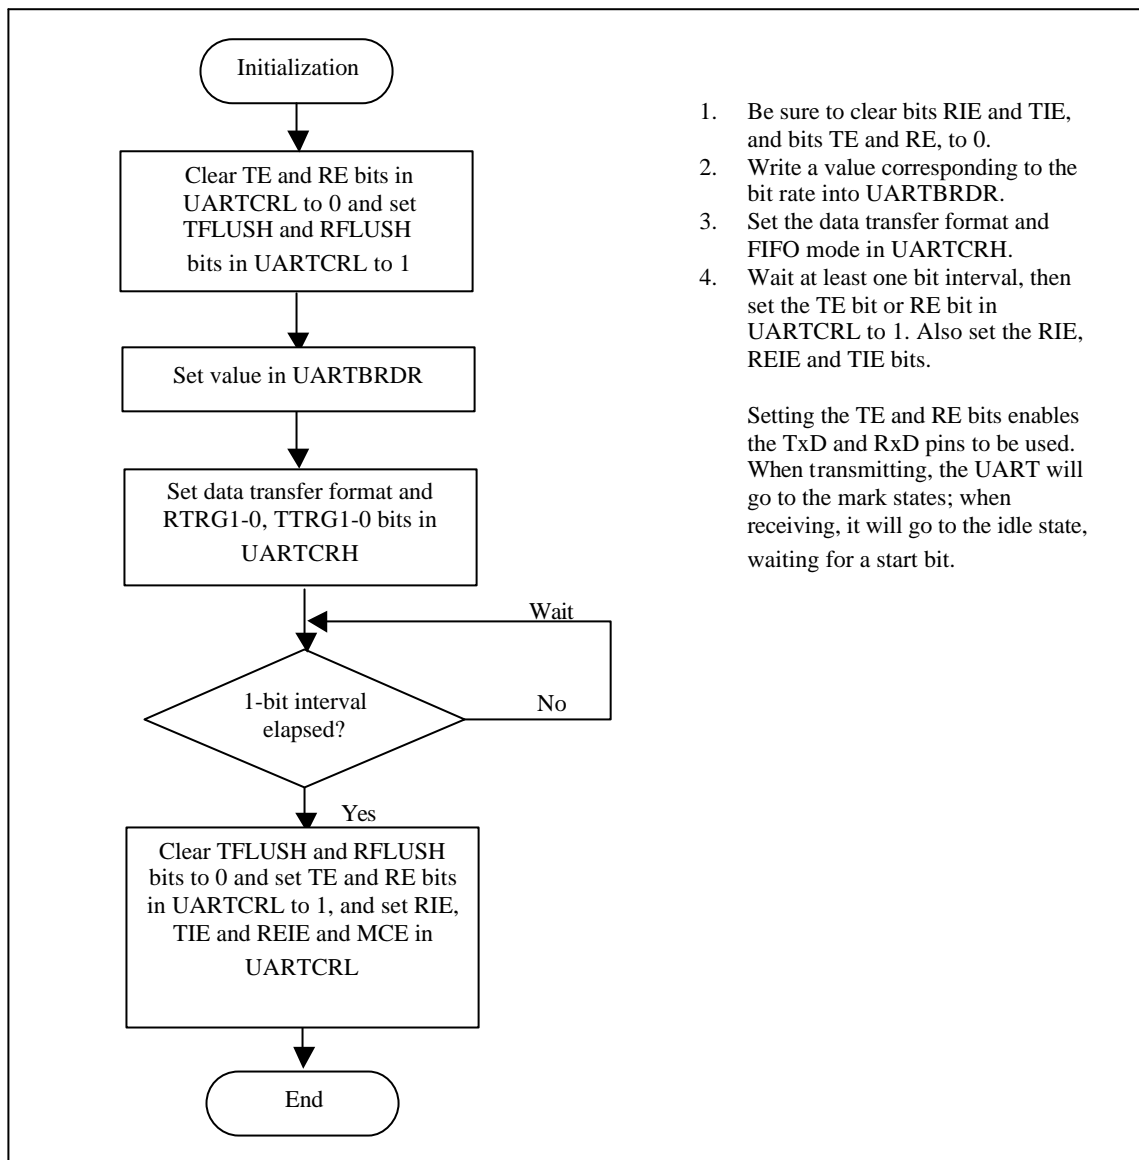 Initialization
Clear TE and RE bits in
UARTCRL to 0 and set
TFLUSH and RFLUSH
bits in UARTCRL to 1
Set value in UARTBRDR
Set data transfer format and
RTRG1-0, TTRG1-0 bits in
UARTCRH
Wait
1-bit interval
elapsed?
No
Yes
Clear TFLUSH and RFLUSH
bits to 0 and set TE and RE bits
in UARTCRL to 1, and set RIE,
TIE and REIE and MCE in
UARTCRL
End
1. Be sure to clear bits RIE and TIE,
and bits TE and RE, to 0.
2. Write a value corresponding to the
bit rate into UARTBRDR.
3. Set the data transfer format and
FIFO mode in UARTCRH.
4. Wait at least one bit interval, then
set the TE bit or RE bit in
UARTCRL to 1. Also set the RIE,
REIE and TIE bits.
Setting the TE and RE bits enables
the TxD and RxD pins to be used.
When transmitting, the UART will
go to the mark states; when
receiving, it will go to the idle state,
waiting for a start bit.